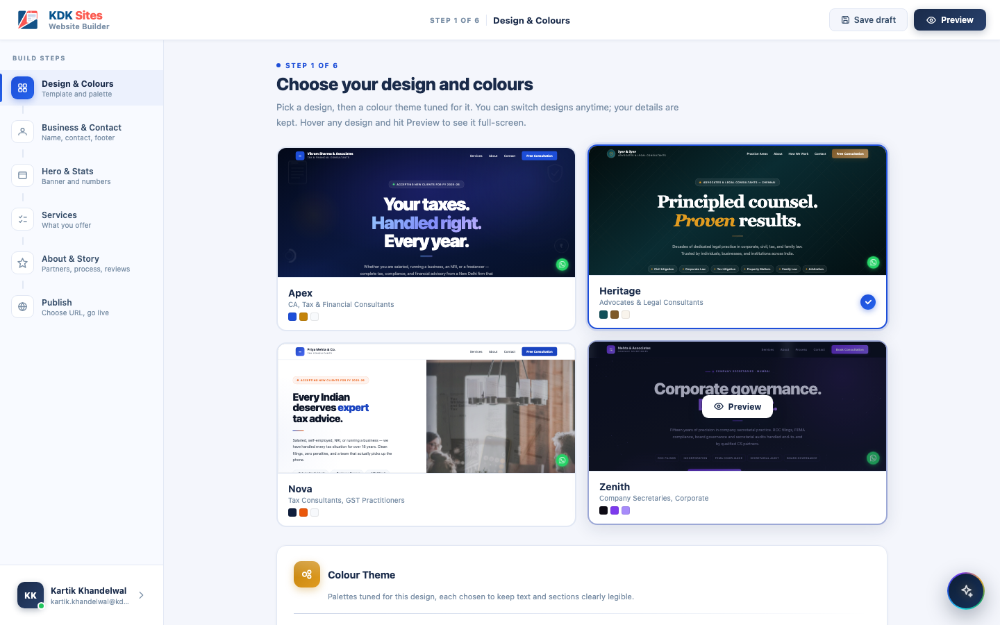 KDK Sites
Website Builder
STEP 1 OF 6
Design & Colours
Save draft
Preview
BUILD STEPS
Design & Colours
Template and palette
Business & Contact
Name, contact, footer
Hero & Stats
Banner and numbers
Services
What you offer
About & Story
Partners, process, reviews
Publish
Choose URL, go live
KK
Kartik Khandelwal
kartik.khandelwal@kd...
STEP 1 OF 6
Choose your design and colours
Pick a design, then a colour theme tuned for it. You can switch designs anytime; your details are
kept. Hover any design and hit Preview to see it full-screen.
Vikram Sharma & Associates
TAX & FINANCIAL CONSULTANTS
Services About Contact Free Consultation
ACCEPTING NEW CLIENTS FOR FY 2025-26
Your taxes.
Handled right.
Every year.
Whether you are salaried, running a business, an NRI, or a freelancer —
complete tax, compliance, and financial advisory from a New Delhi firm that
Apex
CA, Tax & Financial Consultants
Iyer & Iyer
ADVOCATES & LEGAL CONSULTANTS
Practice Areas About How We Work Contact Free Consultation
ADVOCATES & LEGAL CONSULTANTS — CHENNAI
Principled counsel.
Proven results.
Decades of dedicated legal practice in corporate, civil, tax, and family law.
Trusted by individuals, businesses, and institutions across India.
Civil Litigation Corporate Law Tax Litigation Property Matters Family Law Arbitration
Heritage
Advocates & Legal Consultants
Priya Mehta & Co.
TAX CONSULTANTS
Services About Contact Free Consultation
ACCEPTING NEW CLIENTS FOR FY 2025-26
Every Indian
deserves expert
tax advice.
Salaried, self-employed, NRI, or running a business — we
have handled every tax situation for over 18 years. Clean
filings, zero penalties, and a team that actually picks up the
phone.
Nova
Tax Consultants, GST Practitioners
Mehta & Associates
COMPANY SECRETARIES
Services About Process Contact Book Consultation
COMPANY SECRETARIES · MUMBAI
Corporate governance.
Preview
Fifteen years of precision in company secretarial practice. ROC filings, FEMA
compliance, board governance and secretarial audits handled end-to-end
by qualified CS partners.
ROC FILINGS INCORPORATION FEMA COMPLIANCE SECRETARIAL AUDIT BOARD GOVERNANCE
Zenith
Company Secretaries, Corporate
Colour Theme
Palettes tuned for this design, each chosen to keep text and sections clearly legible.